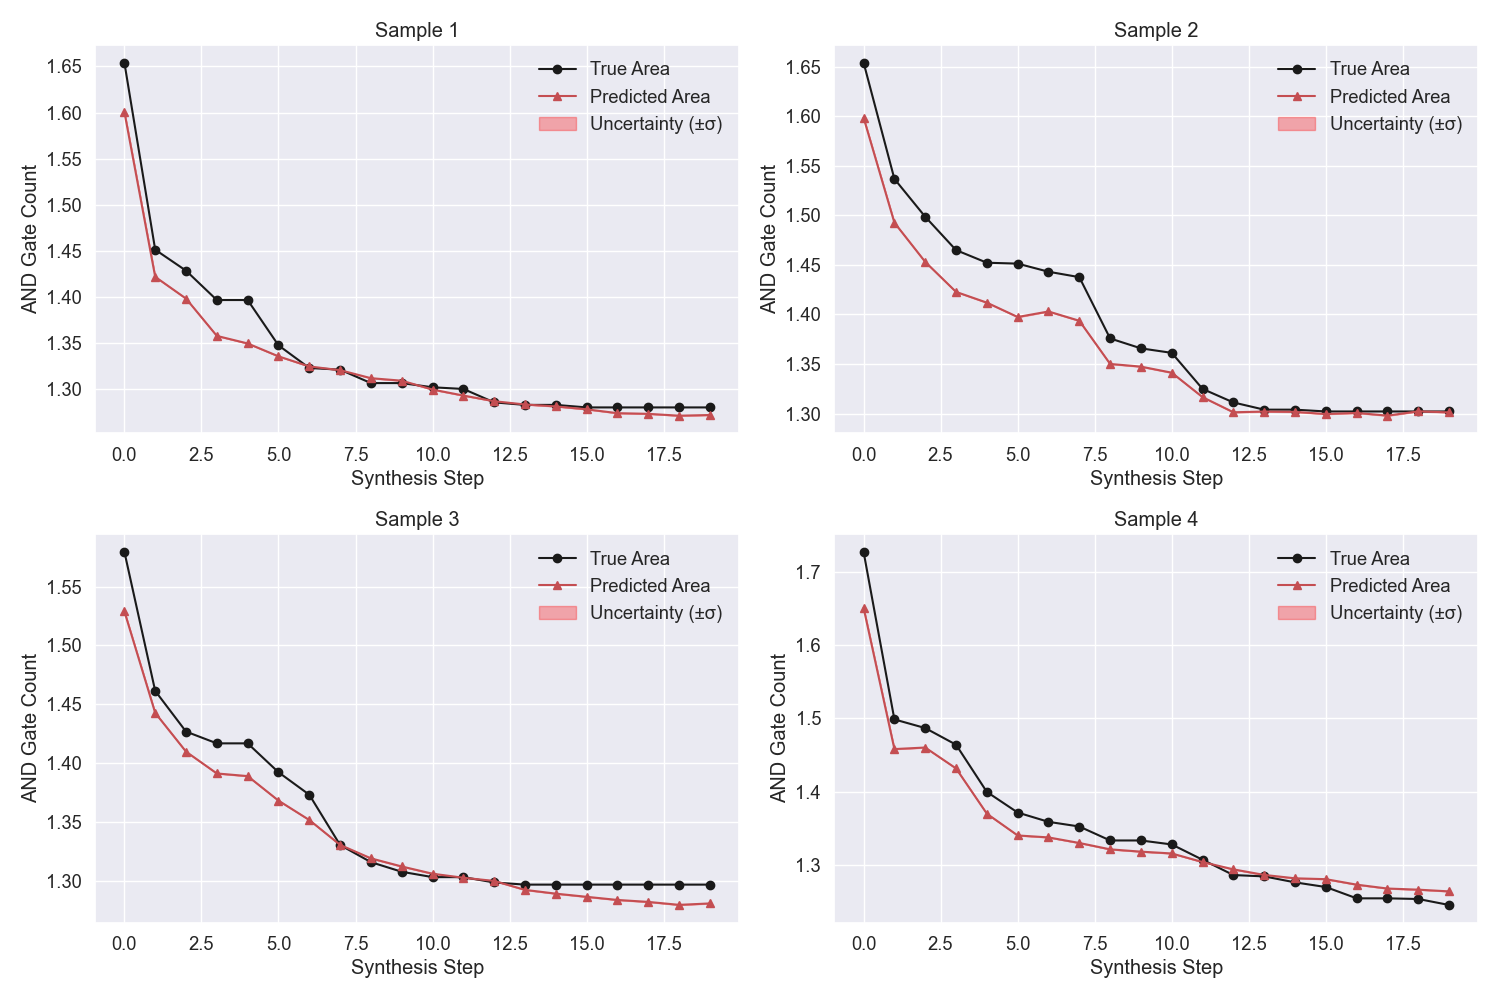 Sample 1
1.65
1.60
1.55
1.50
1.45
1.40
1.35
1.30
AND Gate Count
True Area
Predicted Area
Uncertainty (±σ)
0.0 2.5 5.0 7.5 10.0 12.5 15.0 17.5
Synthesis Step
Sample 2
1.65
1.60
1.55
1.50
1.45
1.40
1.35
1.30
AND Gate Count
True Area
Predicted Area
Uncertainty (±σ)
0.0 2.5 5.0 7.5 10.0 12.5 15.0 17.5
Synthesis Step
Sample 3
1.55
1.50
1.45
1.40
1.35
1.30
AND Gate Count
True Area
Predicted Area
Uncertainty (±σ)
0.0 2.5 5.0 7.5 10.0 12.5 15.0 17.5
Synthesis Step
Sample 4
1.7
1.6
1.5
1.4
1.3
AND Gate Count
True Area
Predicted Area
Uncertainty (±σ)
0.0 2.5 5.0 7.5 10.0 12.5 15.0 17.5
Synthesis Step